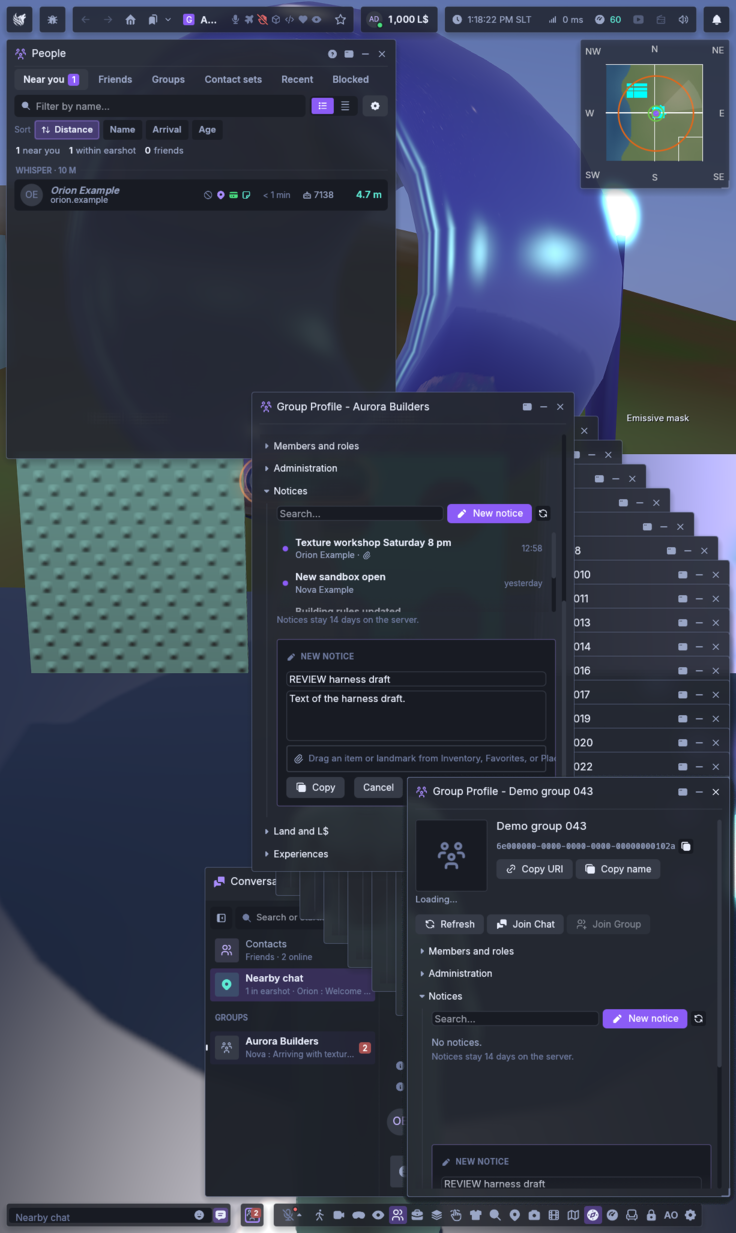 G A...
AD 1,000 L$
1:18:22 PM SLT
0 ms
60
People
Near you 1
Friends
Groups
Contact sets
Recent
Blocked
Filter by name...
Sort
Distance
Name
Arrival
Age
1 near you 1 within earshot 0 friends
WHISPER · 10 M
OE
Orion Example
orion.example
< 1 min
7138
4.7 m
NW
N
NE
W
E
SW
S
SE
Emissive mask
Group Profile - Aurora Builders
Members and roles
Administration
Notices
Search...
New notice
Texture workshop Saturday 8 pm
Orion Example ·
12:58
New sandbox open
Nova Example
yesterday
Building rules updated
Notices stay 14 days on the server.
NEW NOTICE
REVIEW harness draft
Text of the harness draft.
Drag an item or landmark from Inventory, Favorites, or Pla
Copy
Cancel
Land and L$
Experiences
8
010
011
013
014
016
017
019
020
022
Group Profile - Demo group 043
Demo group 043
6e000000-0000-0000-0000-00000000102a
Copy URI
Copy name
Loading...
Refresh
Join Chat
Join Group
Members and roles
Administration
Notices
Search...
New notice
No notices.
Notices stay 14 days on the server.
NEW NOTICE
REVIEW harness draft
Conversa
Search or
Contacts
Friends · 2 online
Nearby chat
1 in earshot · Orion : Welcome ...
GROUPS
Aurora Builders
Nova : Arriving with textur...
2
Nearby chat
2
AO